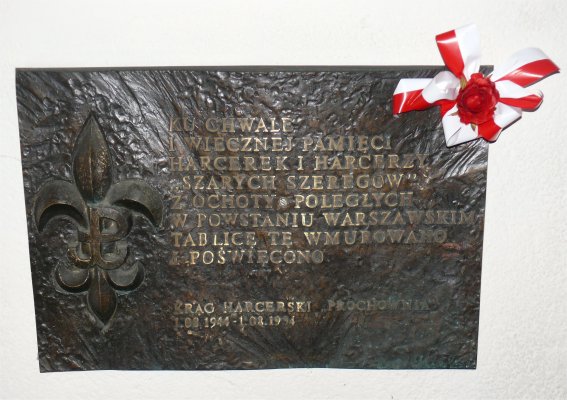 KU CHWALE
I WIECZNEJ PAMIĘCI
HARCEREK I HARCERZY
„SZARYCH SZEREGÓW"
Z OCHOTY, POLEGŁYCH
W POWSTANIU WARSZAWSKIM
TABLICĘ TĘ WMUROWANO
I POŚWIĘCONO
KRĄG HARCERSKI „PROCHOWNIA"
1.08.1944-1.08.1994